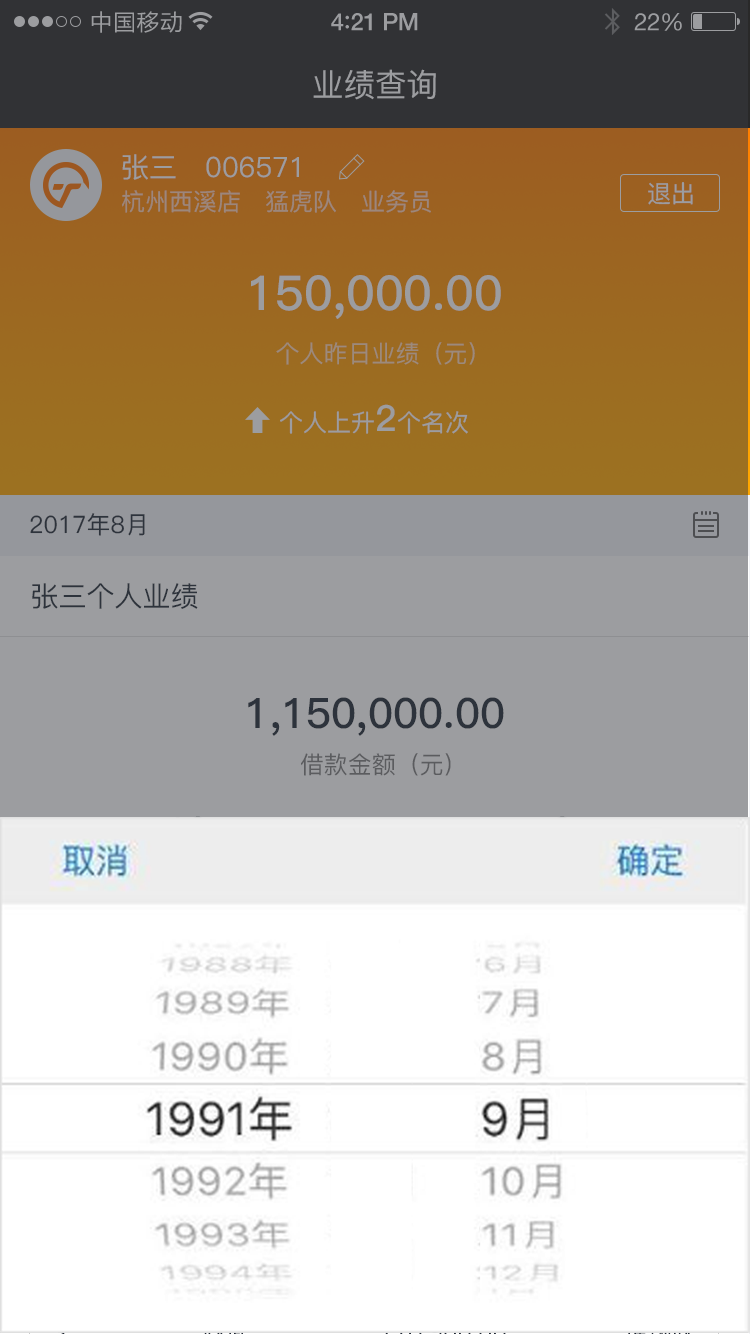 中国移动 4:21 PM 22%
业绩查询
张三 006571
杭州西溪店 猛虎队 业务员
退出
150,000.00
个人昨日业绩（元）
个人上升2个名次
2017年8月
张三个人业绩
1,150,000.00
借款金额（元）
取消 确定
1988年 6月
1989年 7月
1990年 8月
1991年 9月
1992年 10月
1993年 11月
1994年 12月